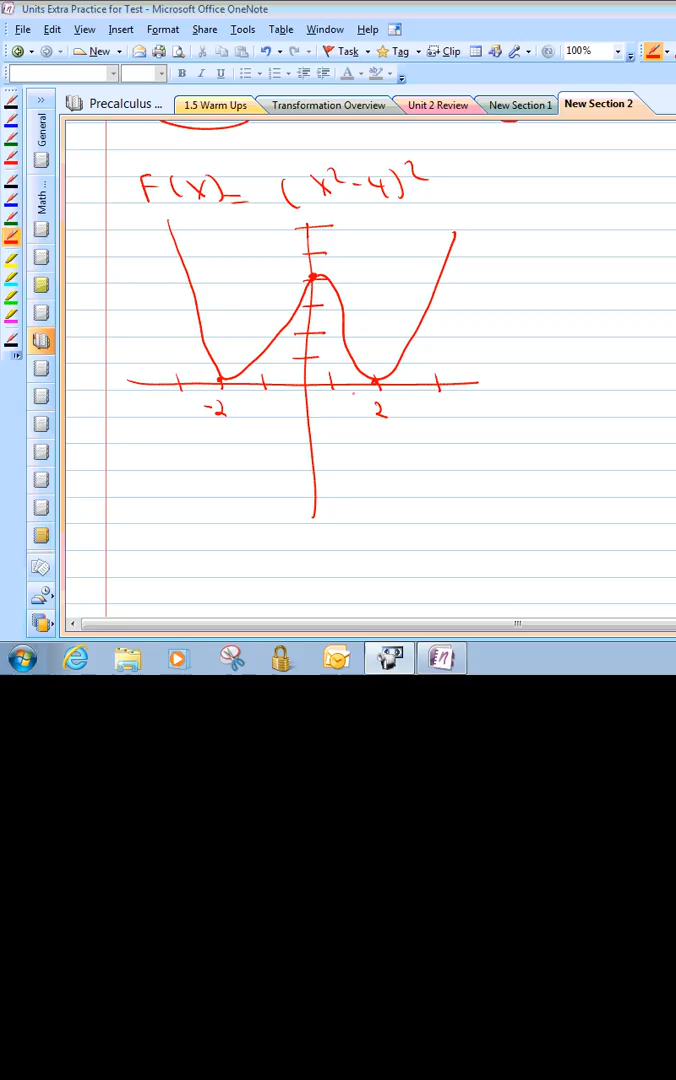 Units Extra Practice for Test - Microsoft Office OneNote
File Edit View Insert Format Share Tools Table Window Help
New Task Tag Clip 100%
B I U A ab
» Precalculus ... 1.5 Warm Ups Transformation Overview Unit 2 Review New Section 1 New Section 2
General
Math ...
F(x) = (x²-4)²
-2 2